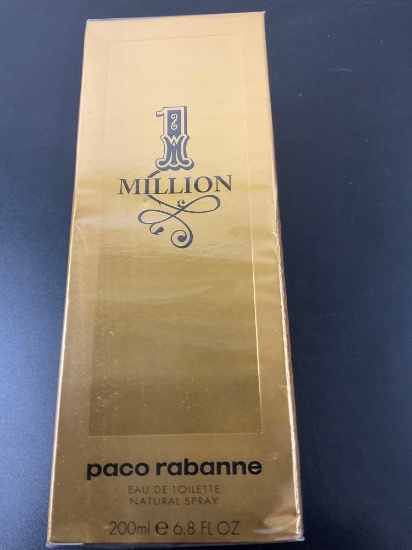 1
MILLION
paco rabanne
EAU DE TOILETTE
NATURAL SPRAY
200ml ℮ 6.8 FL OZ